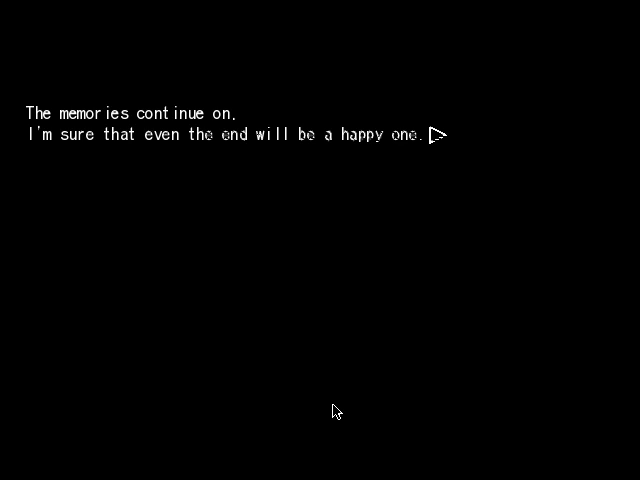 The memories continue on.
I'm sure that even the end will be a happy one.